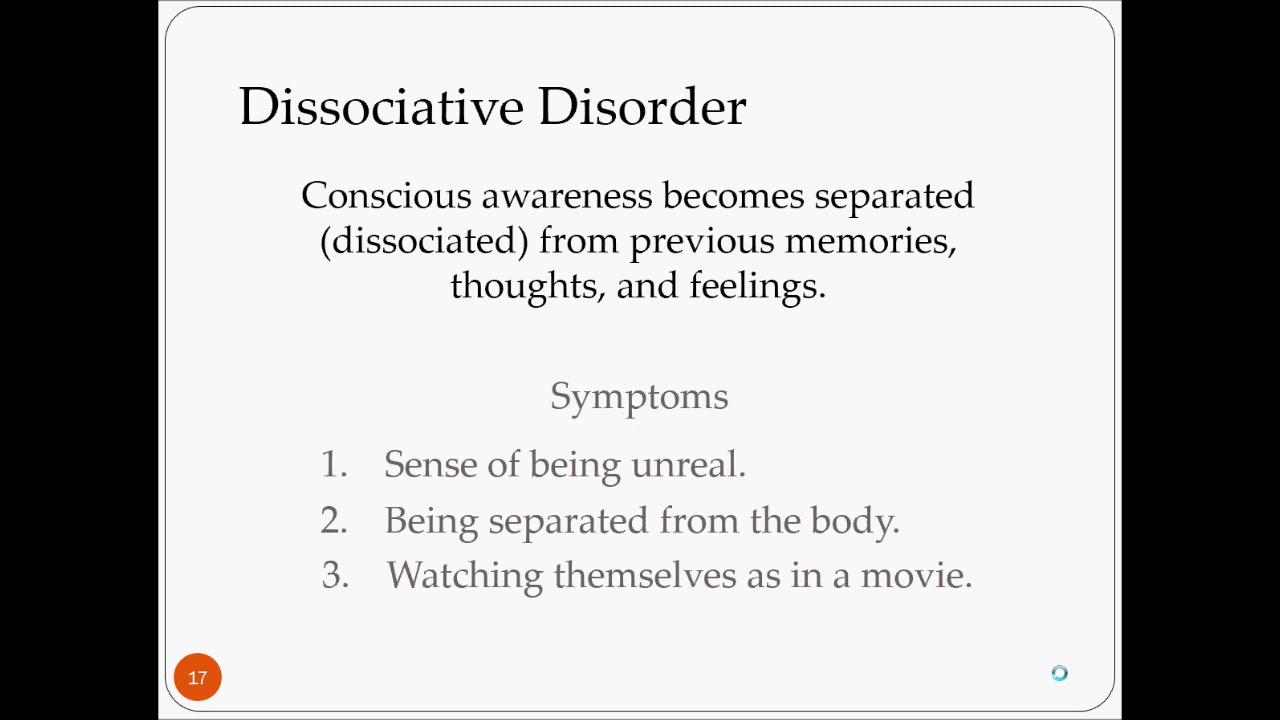 Dissociative Disorder
Conscious awareness becomes separated
(dissociated) from previous memories,
thoughts, and feelings.
Symptoms
1. Sense of being unreal.
2. Being separated from the body.
3. Watching themselves as in a movie.
17